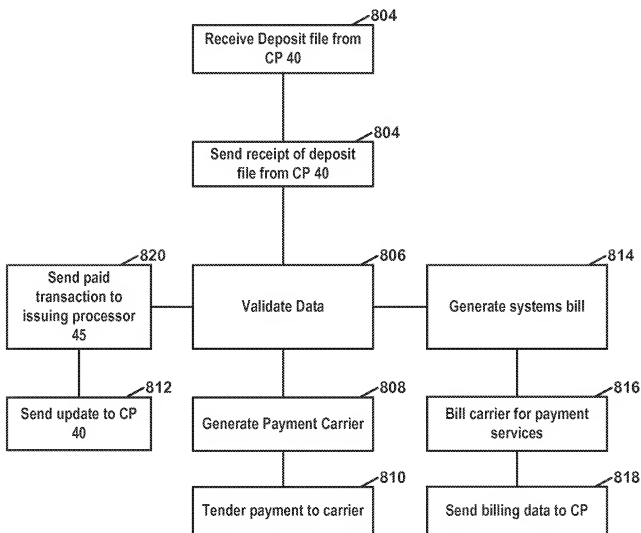 804
Receive Deposit file from
CP 40
804
Send receipt of deposit
file from CP 40
820
Send paid
transaction to
issuing processor
45
806
Validate Data
814
Generate systems bill
812
Send update to CP
40
808
Generate Payment Carrier
816
Bill carrier for payment
services
810
Tender payment to carrier
818
Send billing data to CP